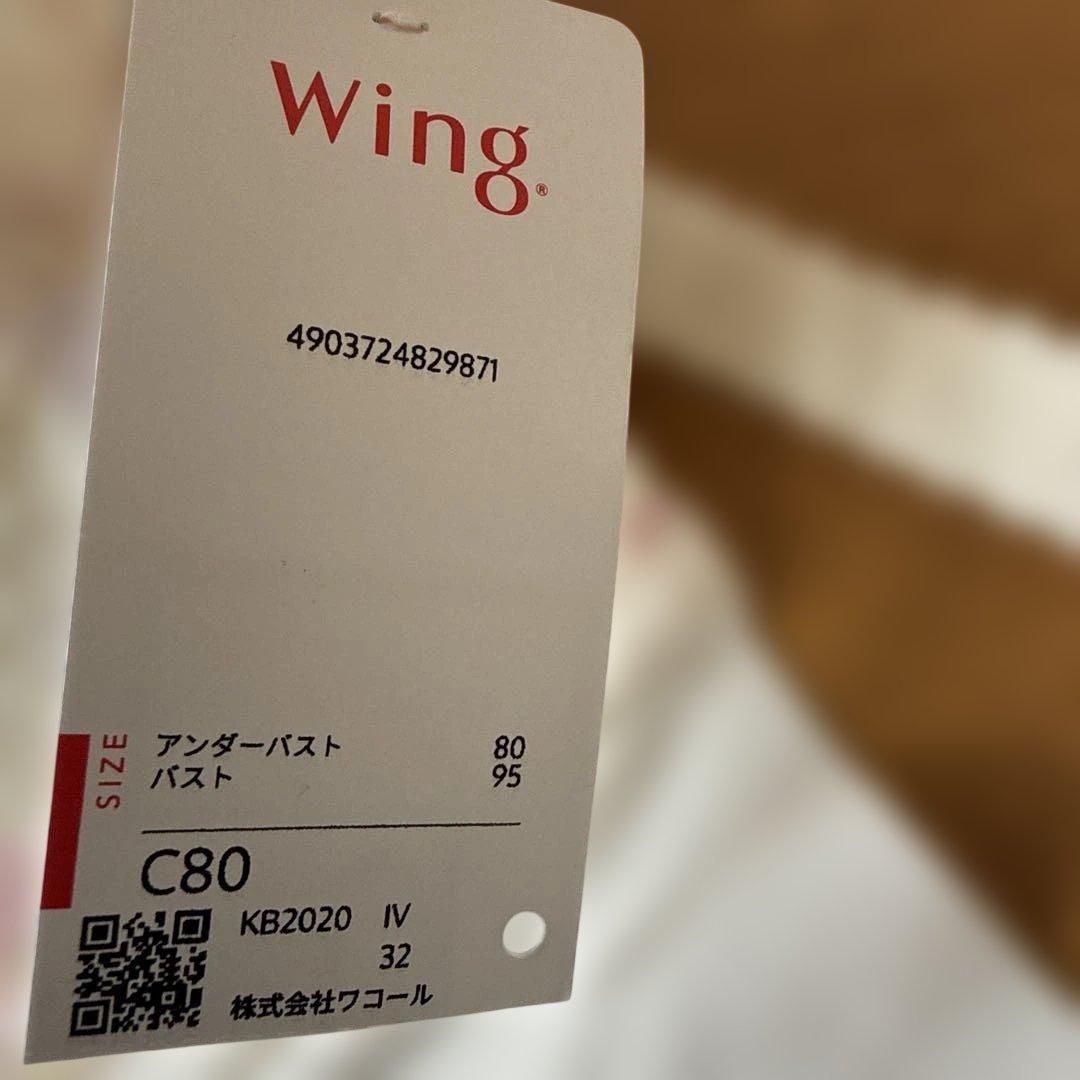 Wing®
4903724829871
SIZE
アンダーバスト 80
バスト 95
C80
KB2020 IV
32
株式会社ワコール